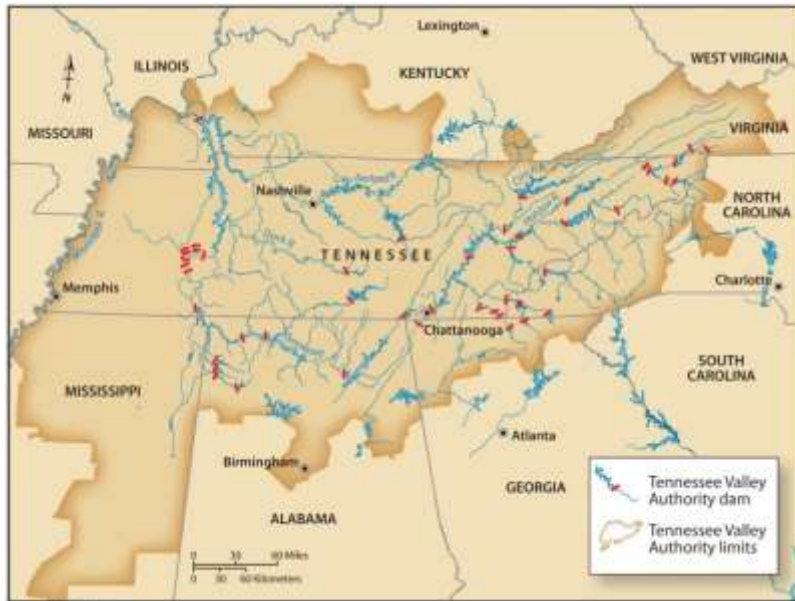 Lexington
ILLINOIS
WEST VIRGINIA
KENTUCKY
N
MISSOURI
VIRGINIA
Nashville
NORTH
CAROLINA
TENNESSEE
Memphis
Charlotte
Chattanooga
SOUTH
CAROLINA
MISSISSIPPI
Atlanta
Birmingham
GEORGIA
ALABAMA
Tennessee Valley
Authority dam
Tennessee Valley
Authority limits
0 30 60 Miles
0 30 60 Kilometers